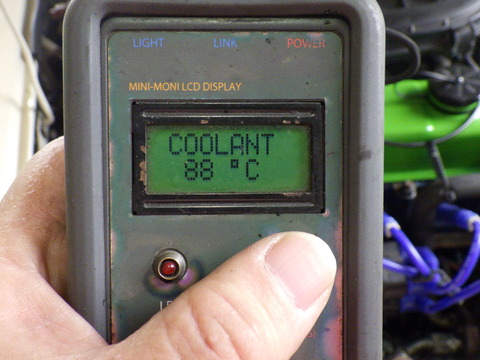 LIGHT LINK POWER
MINI-MONI LCD DISPLAY
COOLANT
88 °C